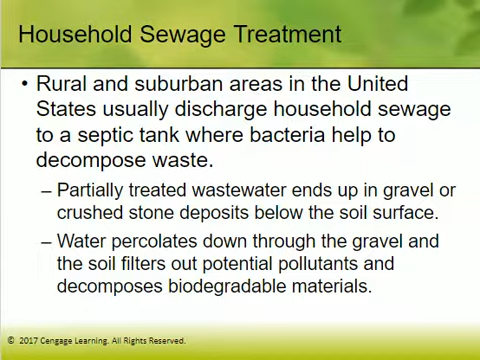 Household Sewage Treatment
• Rural and suburban areas in the United
States usually discharge household sewage
to a septic tank where bacteria help to
decompose waste.
– Partially treated wastewater ends up in gravel or
crushed stone deposits below the soil surface.
– Water percolates down through the gravel and
the soil filters out potential pollutants and
decomposes biodegradable materials.
© 2017 Cengage Learning. All Rights Reserved.